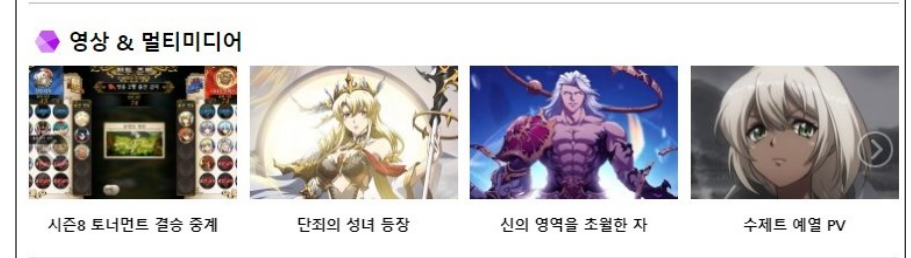 영상 & 멀티미디어
시즌8 토너먼트 결승 중계
단죄의 성녀 등장
신의 영역을 초월한 자
수제트 예열 PV